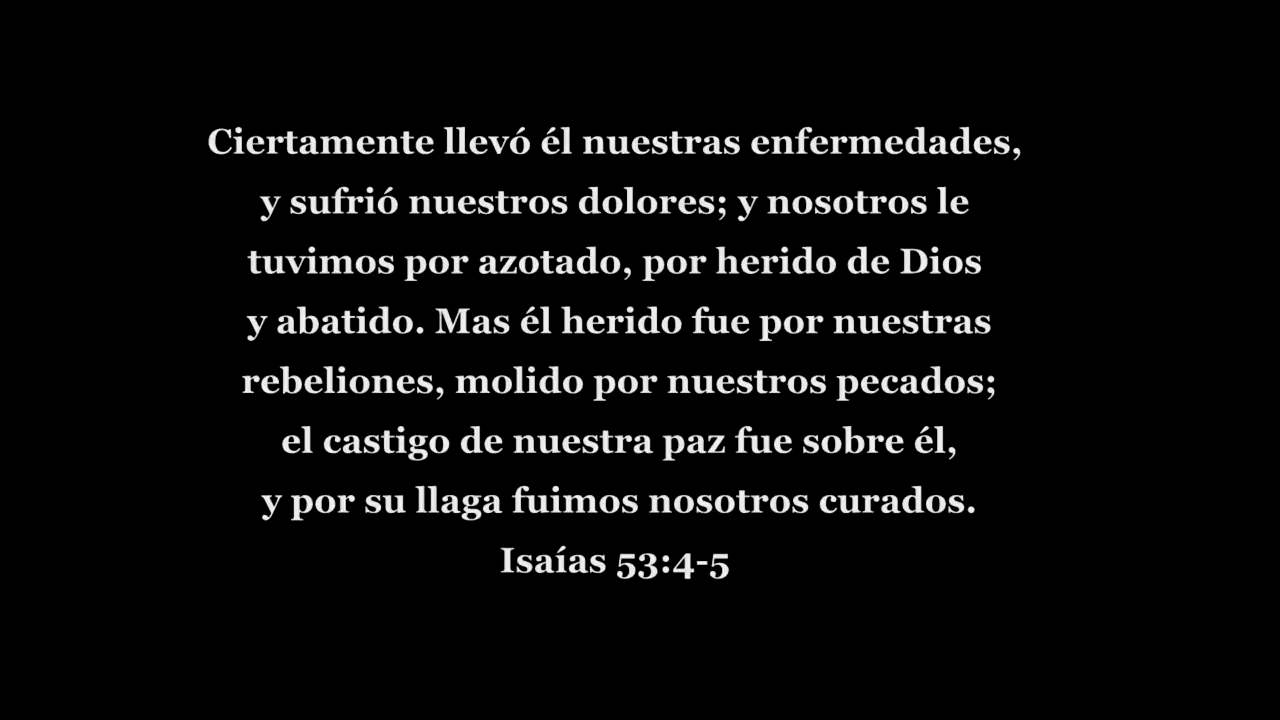 Ciertamente llevó él nuestras enfermedades,
y sufrió nuestros dolores; y nosotros le
tuvimos por azotado, por herido de Dios
y abatido. Mas él herido fue por nuestras
rebeliones, molido por nuestros pecados;
el castigo de nuestra paz fue sobre él,
y por su llaga fuimos nosotros curados.
Isaías 53:4-5